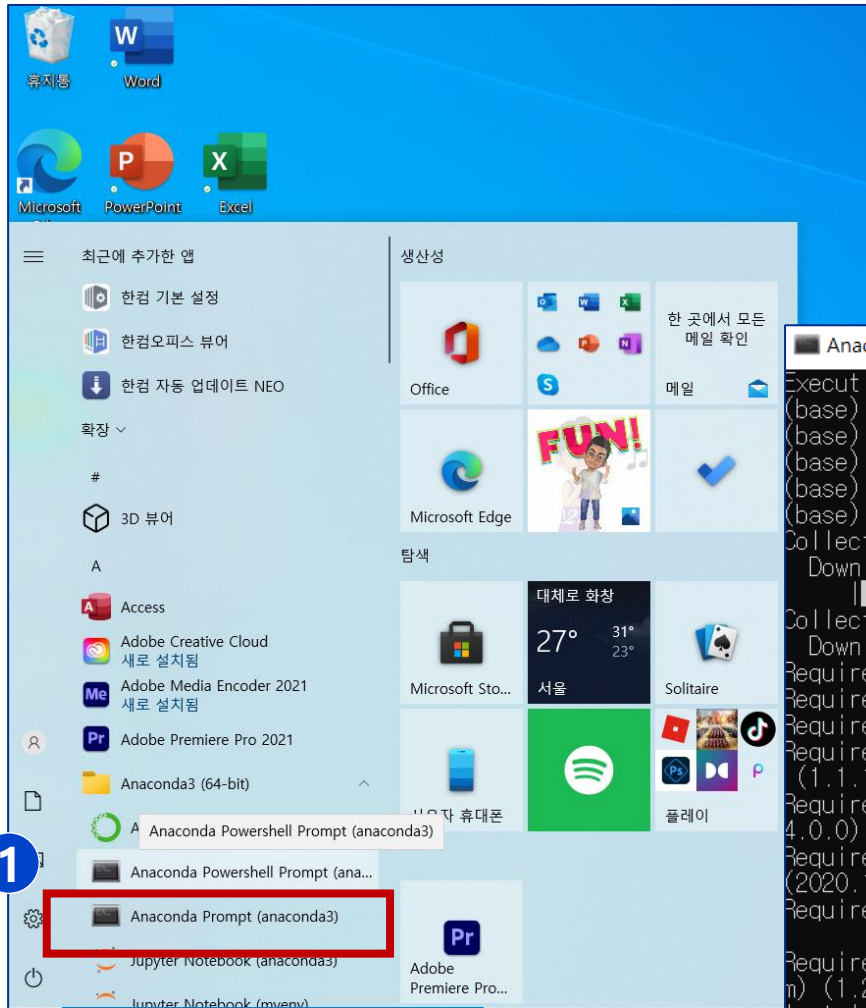 휴지통
Word
Microsoft
PowerPoint
Excel
최근에 추가한 앱
한컴 기본 설정
한컴오피스 뷰어
한컴 자동 업데이트 NEO
확장
#
3D 뷰어
A
Access
Adobe Creative Cloud
새로 설치됨
Adobe Media Encoder 2021
새로 설치됨
Adobe Premiere Pro 2021
Anaconda3 (64-bit)
A
Anaconda Powershell Prompt (anaconda3)
Anaconda Powershell Prompt (ana...
1
Anaconda Prompt (anaconda3)
Jupyter Notebook (anaconda3)
Jupyter Notebook (myenv)
생산성
Office
한 곳에서 모든
메일 확인
메일
Microsoft Edge
FUN!
탐색
Microsoft Sto...
대체로 화창
27° 31°
23°
서울
Solitaire
사용자 휴대폰
플레이
Adobe
Premiere Pro...
Anac
Execut
(base)
(base)
(base)
(base)
(base)
Collect
Down
Collect
Down
Require
Require
Require
Require
(1.1.
Require
4.0.0)
Require
(2020.
Require
Require